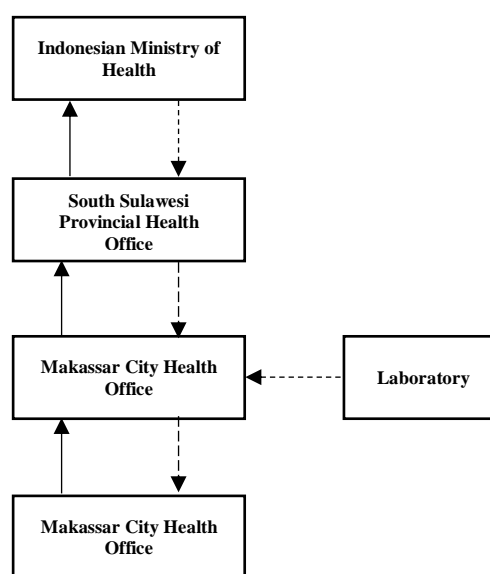 Indonesian Ministry of
Health
South Sulawesi
Provincial Health
Office
Makassar City Health
Office
Laboratory
Makassar City Health
Office